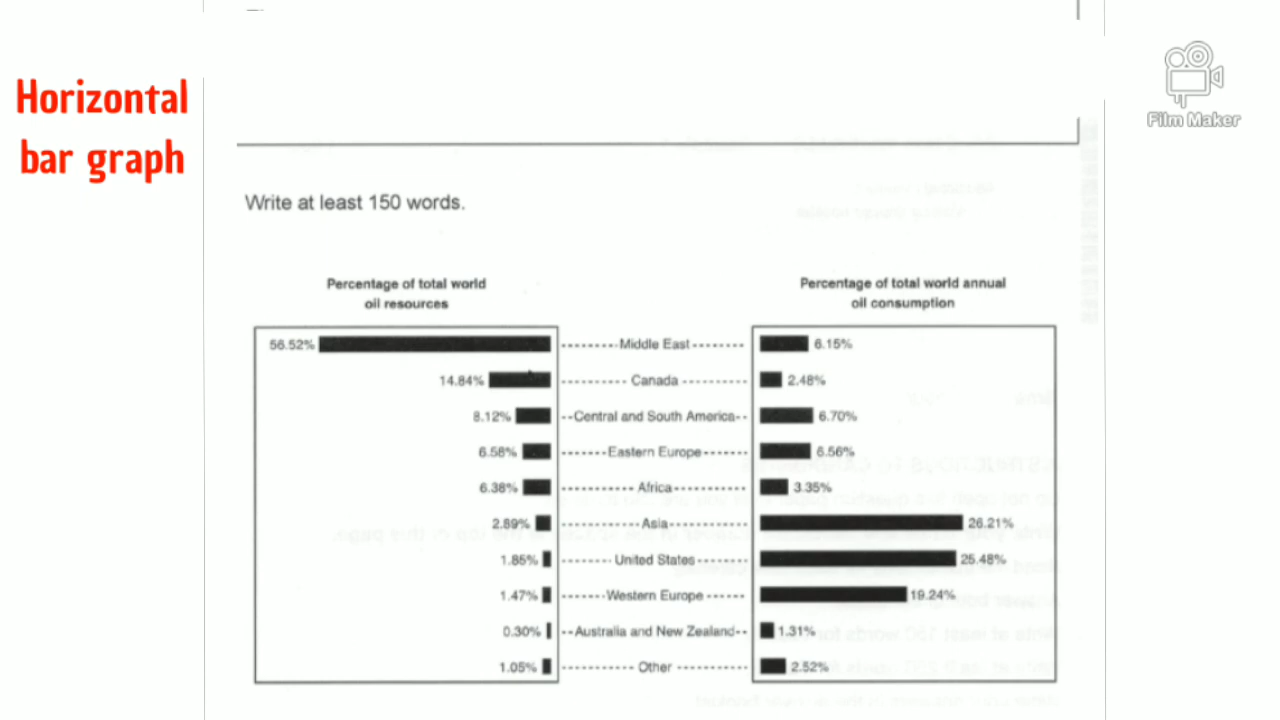 Horizontal
bar graph
Film Maker
Write at least 150 words.
Percentage of total world
oil resources
Percentage of total world annual
oil consumption
56.52% Middle East 6.15%
14.84% Canada 2.48%
8.12% Central and South America 6.70%
6.58% Eastern Europe 6.56%
6.38% Africa 3.35%
2.89% Asia 26.21%
1.85% United States 25.48%
1.47% Western Europe 19.24%
0.30% Australia and New Zealand 1.31%
1.05% Other 2.52%